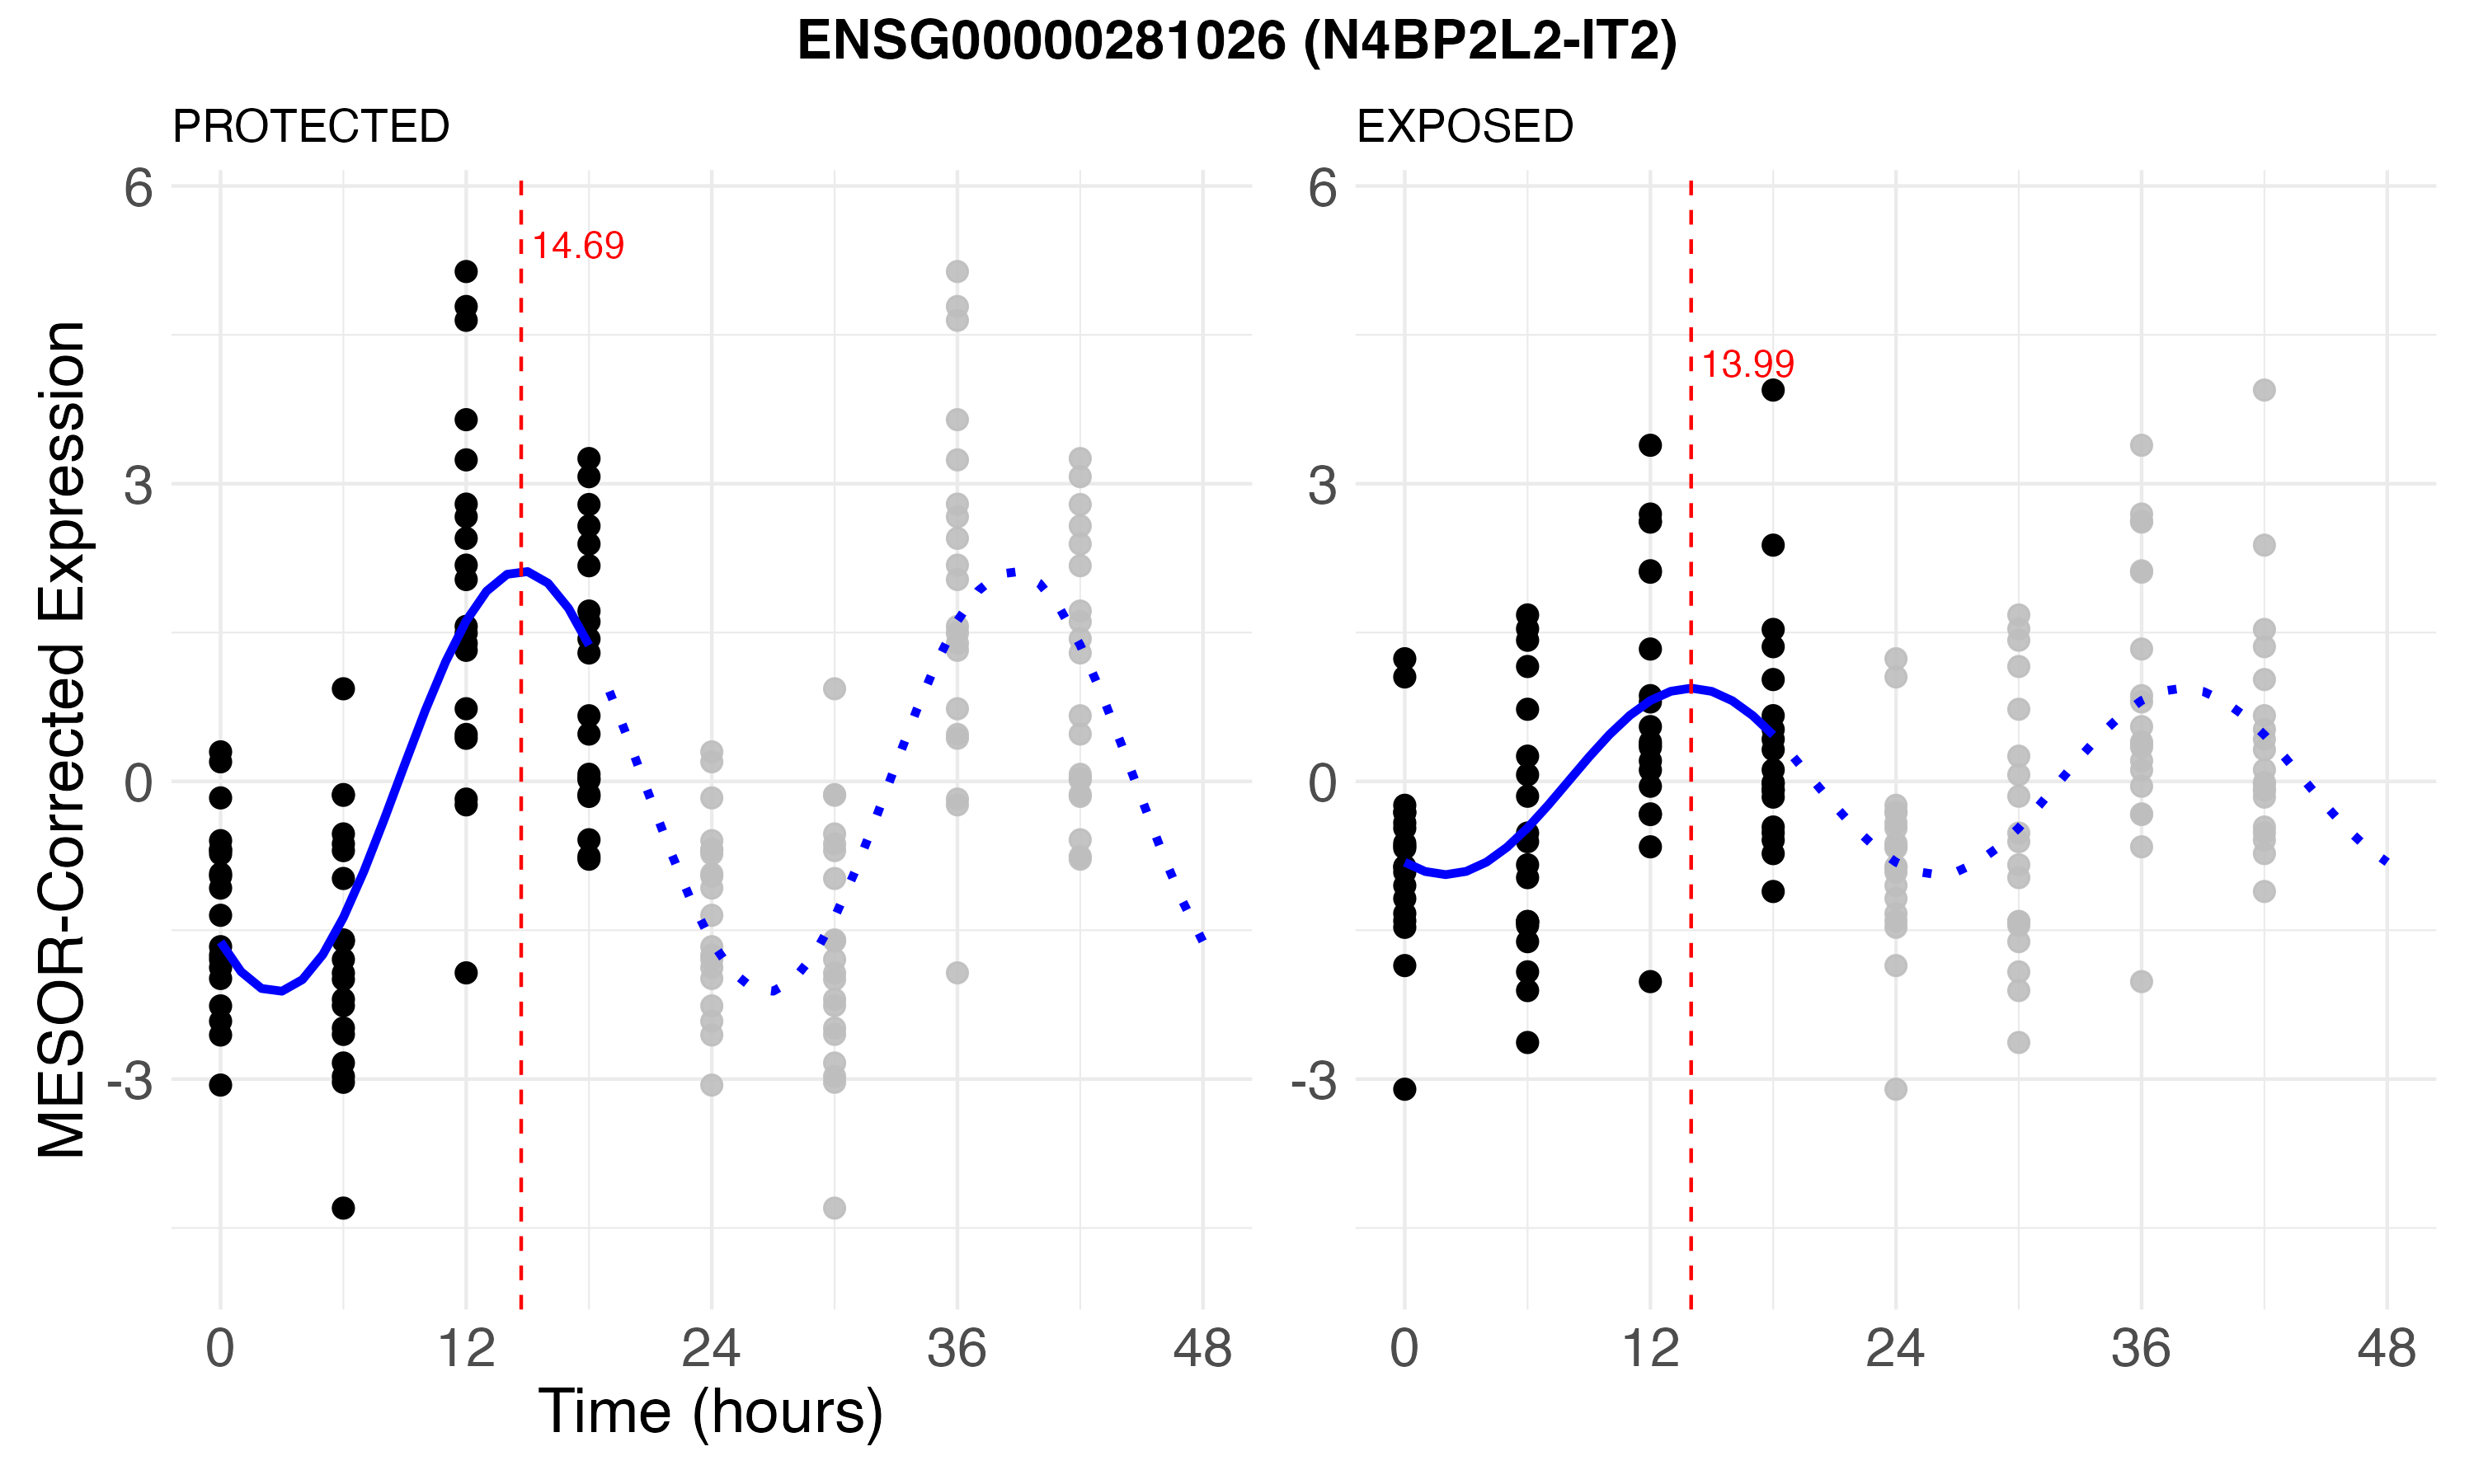 ENSG00000281026 (N4BP2L2-IT2)
PROTECTED
EXPOSED
MESOR-Corrected Expression
6
3
0
-3
14.69
0 12 24 36 48
6
3
0
-3
13.99
0 12 24 36 48
Time (hours)